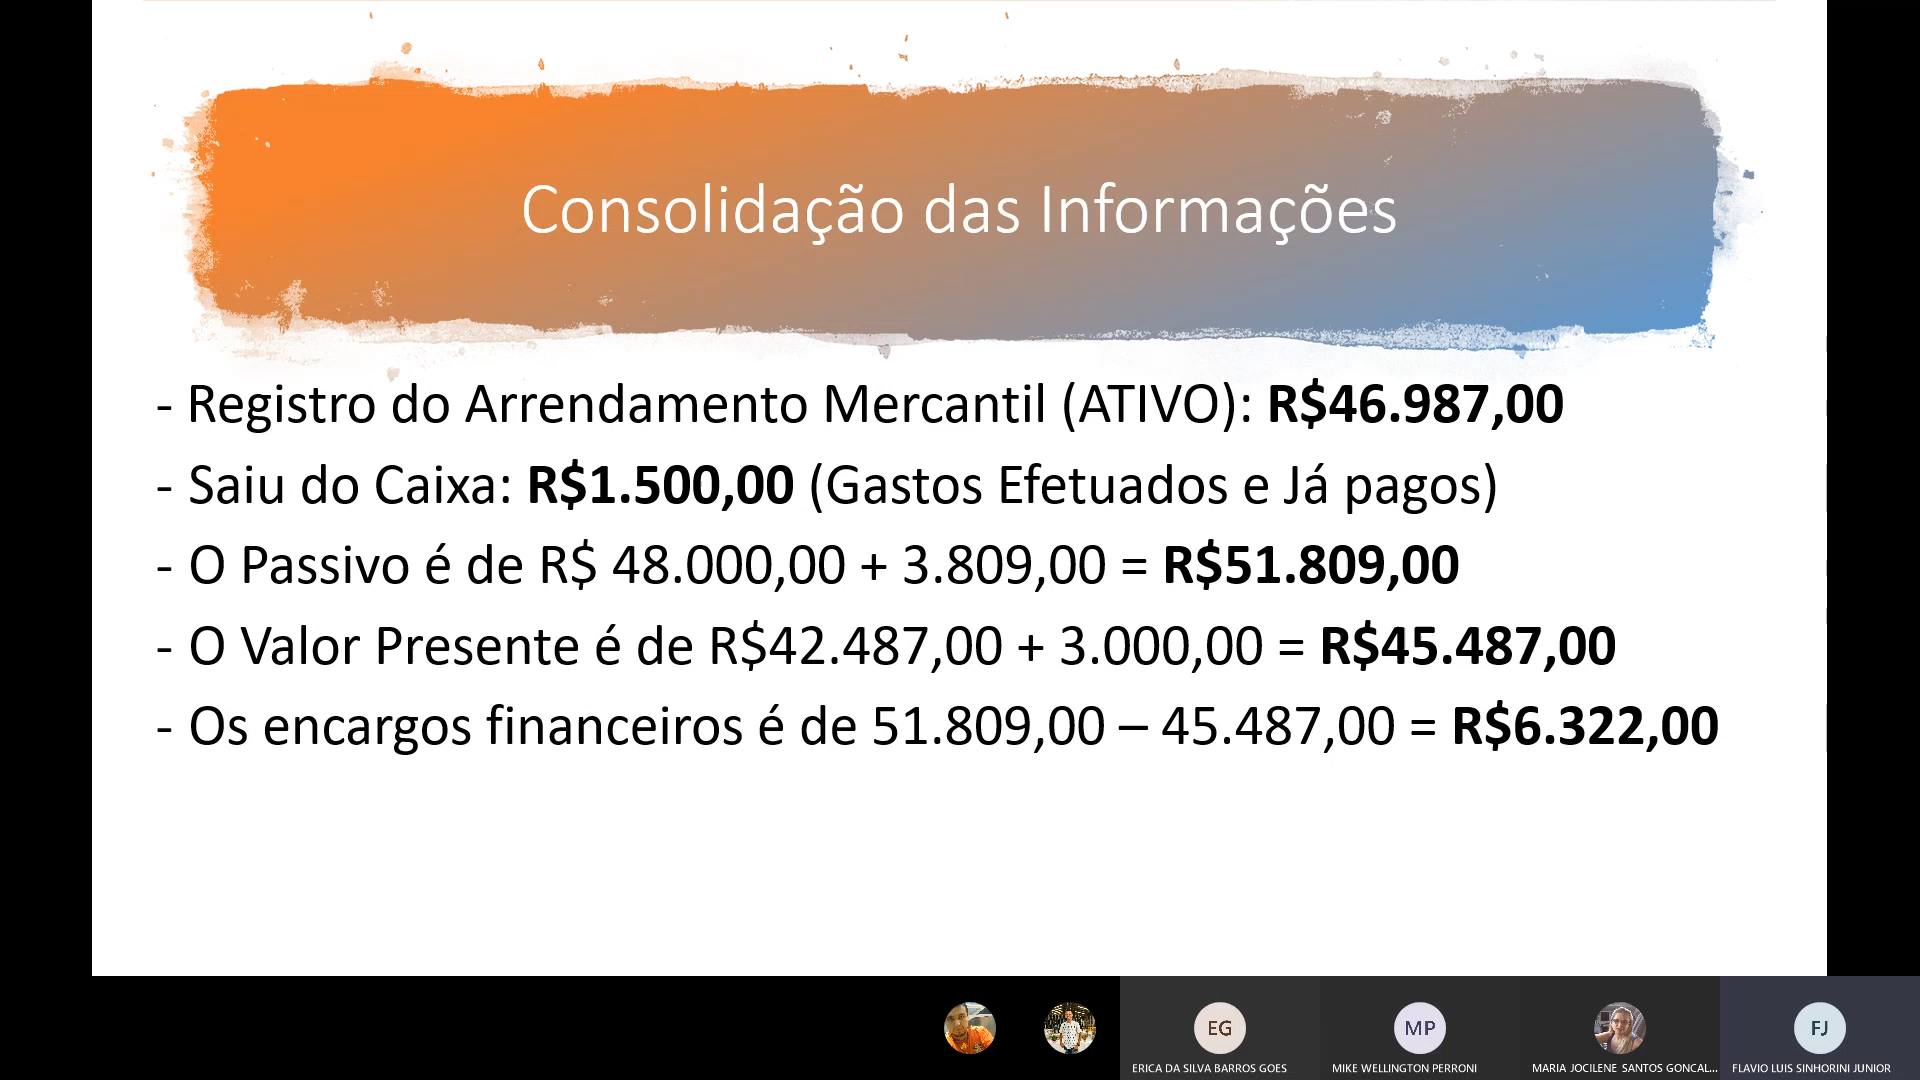 Consolidação das Informações
- Registro do Arrendamento Mercantil (ATIVO): R$46.987,00
- Saiu do Caixa: R$1.500,00 (Gastos Efetuados e Já pagos)
- O Passivo é de R$ 48.000,00 + 3.809,00 = R$51.809,00
- O Valor Presente é de R$42.487,00 + 3.000,00 = R$45.487,00
- Os encargos financeiros é de 51.809,00 – 45.487,00 = R$6.322,00
EG
MP
FJ
ERICA DA SILVA BARROS GOES
MIKE WELLINGTON PERRONI
MARIA JOCILENE SANTOS GONCAL...
FLAVIO LUIS SINHORINI JUNIOR